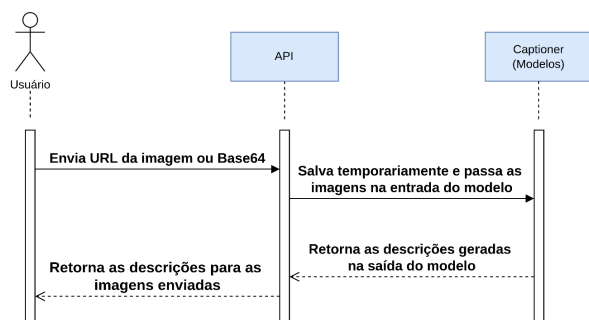 Usuário
API
Captioner
(Modelos)
Envia URL da imagem ou Base64
Salva temporariamente e passa as
imagens na entrada do modelo
Retorna as descrições geradas
na saída do modelo
Retorna as descrições para as
imagens enviadas